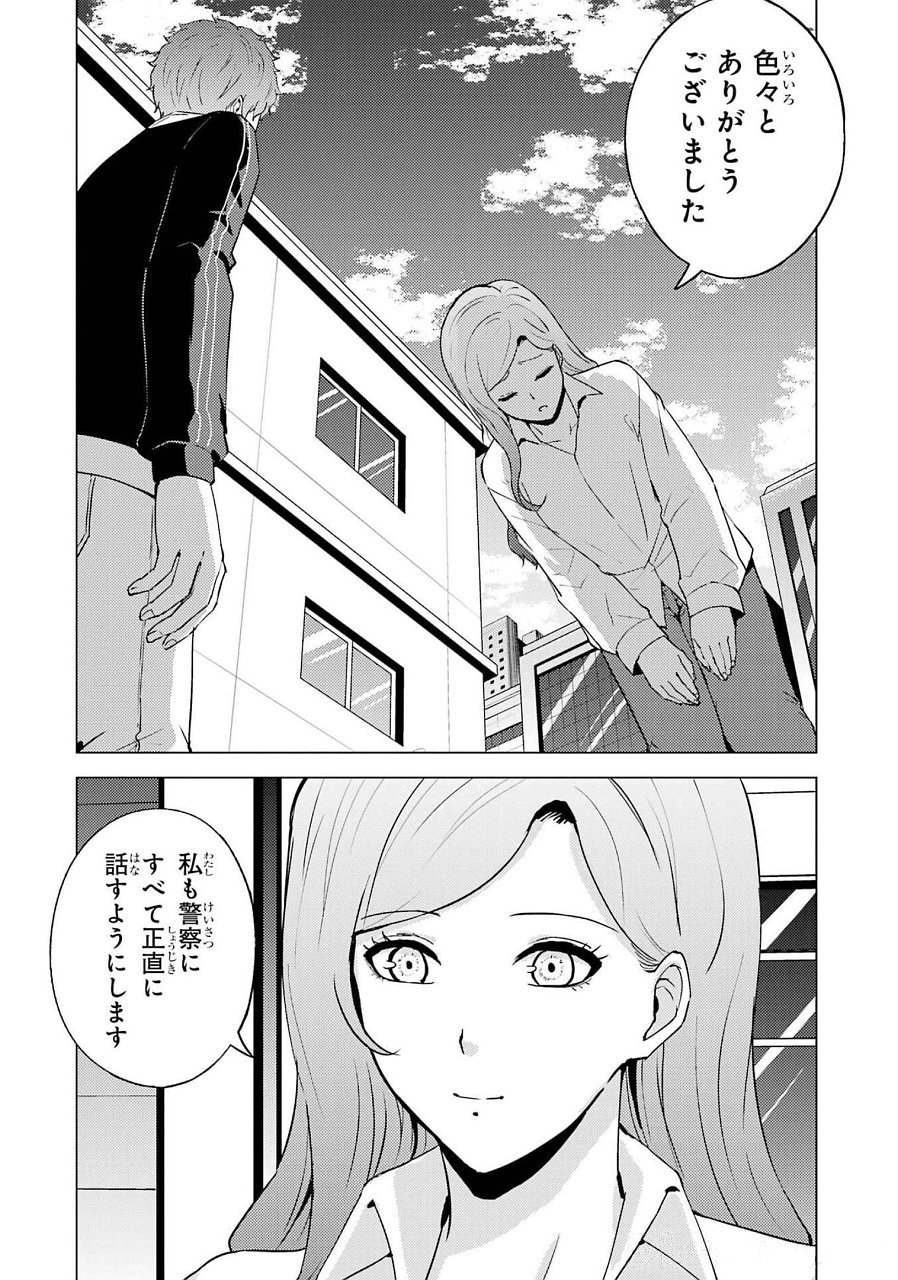 色々と
ありがとう
ございました
私も警察に
すべて正直に
話すようにします